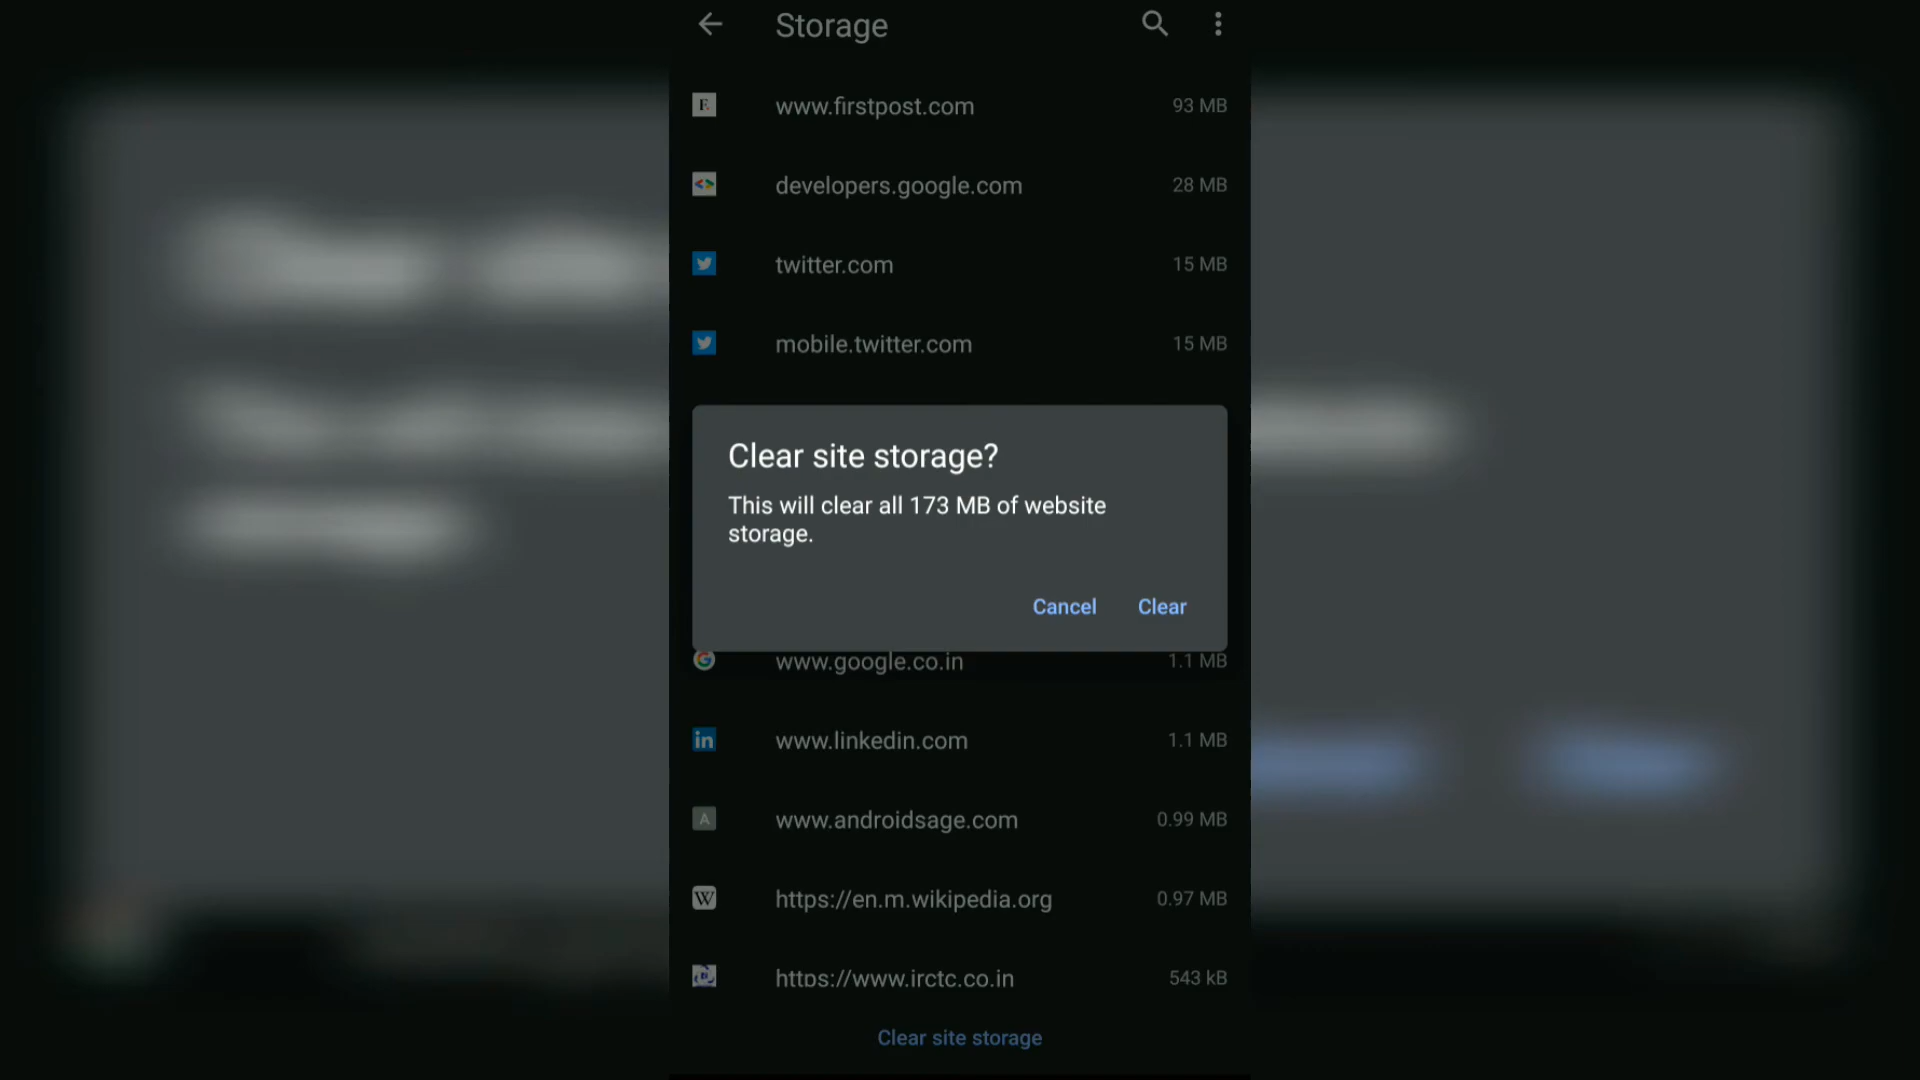 Storage
www.firstpost.com 93 MB
developers.google.com 28 MB
twitter.com 15 MB
mobile.twitter.com 15 MB
Clear site storage?
This will clear all 173 MB of website
storage.
Cancel Clear
www.google.co.in 1.1 MB
www.linkedin.com 1.1 MB
A www.androidsage.com 0.99 MB
W https://en.m.wikipedia.org 0.97 MB
https://www.irctc.co.in 543 kB
Clear site storage